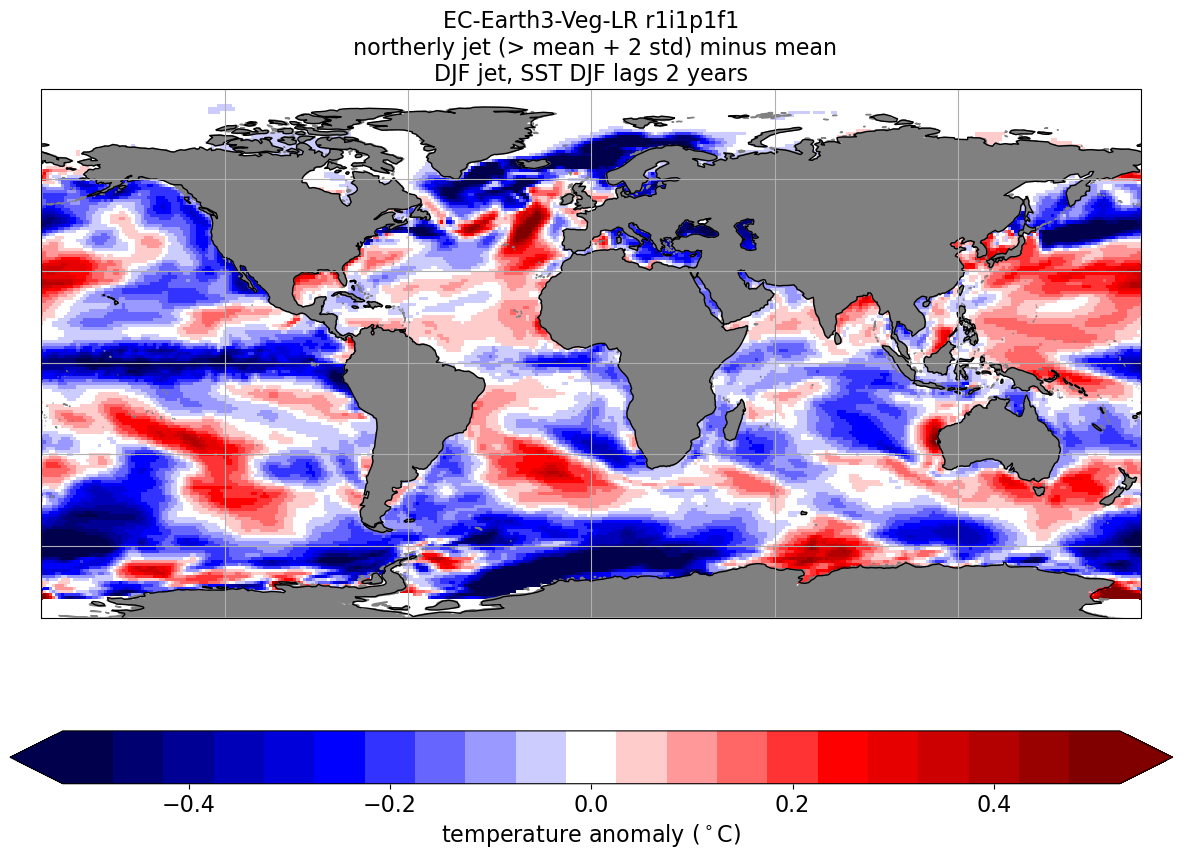 EC-Earth3-Veg-LR r1i1p1f1
northerly jet (> mean + 2 std) minus mean
DJF jet, SST DJF lags 2 years
−0.4 −0.2 0.0 0.2 0.4
temperature anomaly (°C)